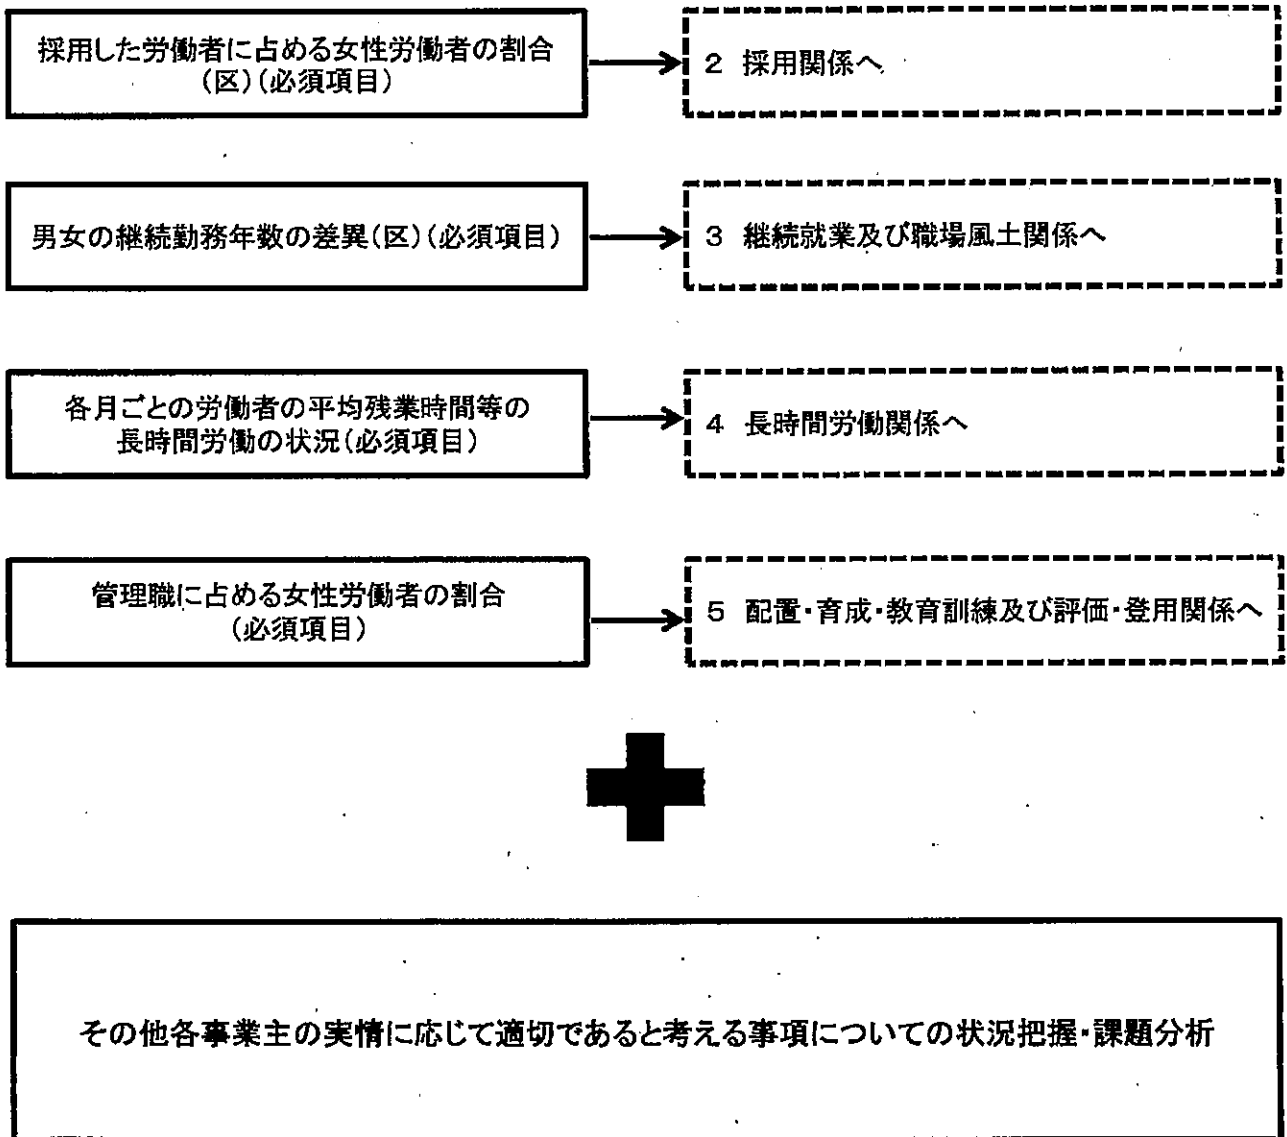 採用した労働者に占める女性労働者の割合
(区)(必須項目)
2 採用関係へ
男女の継続勤務年数の差異(区)(必須項目)
3 継続就業及び職場風土関係へ
各月ごとの労働者の平均残業時間等の
長時間労働の状況(必須項目)
4 長時間労働関係へ
管理職に占める女性労働者の割合
(必須項目)
5 配置・育成・教育訓練及び評価・登用関係へ
その他各事業主の実情に応じて適切であると考える事項についての状況把握・課題分析